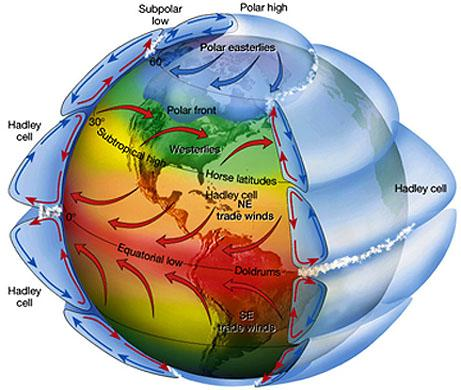 Subpolar
low
Polar high
Polar easterlies
60°
Polar front
30°
Hadley
cell
Subtropical high
Westerlies
Horse latitudes
Hadley cell
Hadley cell
NE
trade winds
0°
Equatorial low
Doldrums
Hadley
cell
SE
trade winds